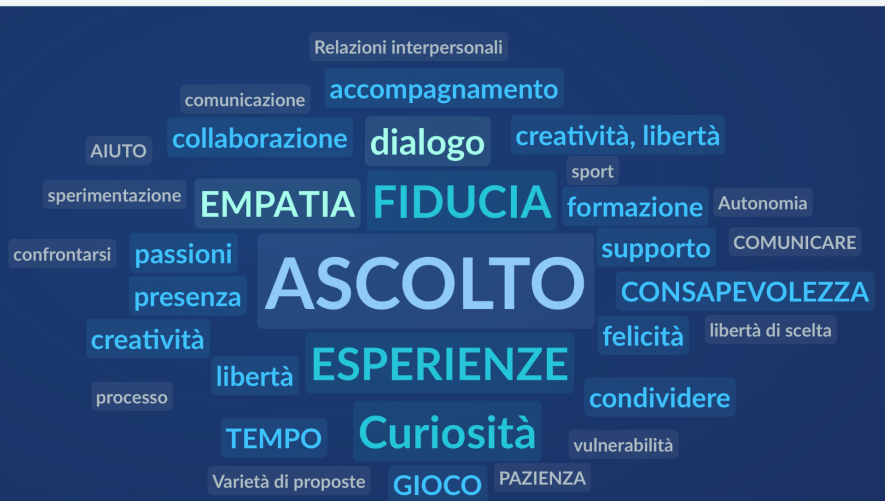 Relazioni interpersonali
comunicazione accompagnamento
AIUTO collaborazione dialogo creatività, libertà
sport
sperimentazione EMPATIA FIDUCIA formazione Autonomia
confrontarsi passioni supporto COMUNICARE
presenza ASCOLTO CONSAPEVOLEZZA
creatività felicità libertà di scelta
libertà ESPERIENZE
processo condividere
TEMPO Curiosità vulnerabilità
Varietà di proposte GIOCO PAZIENZA